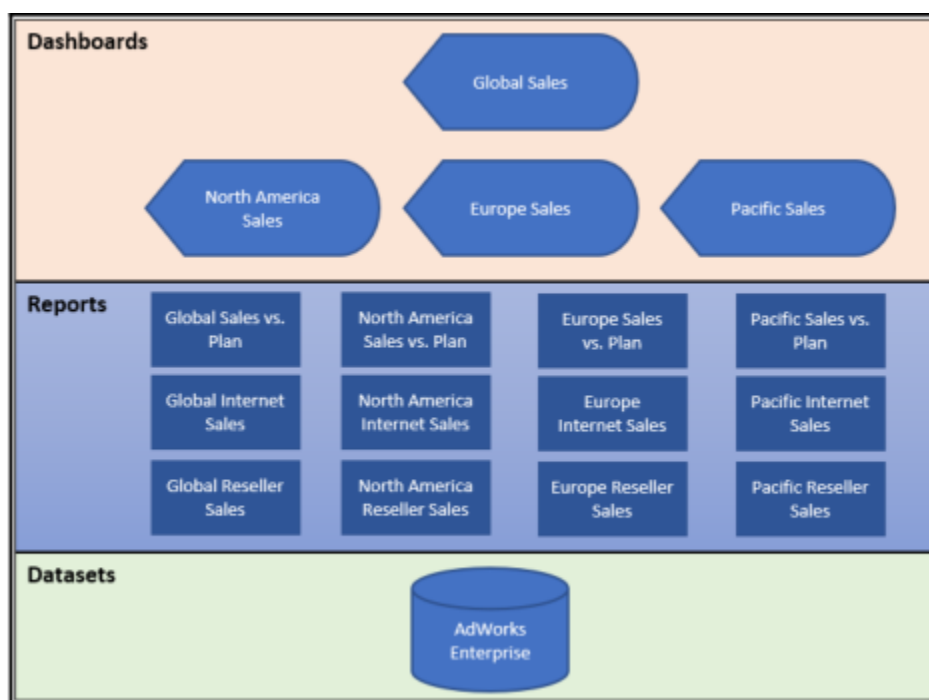 Dashboards
Global Sales
North America
Sales
Europe Sales
Pacific Sales
Reports
Global Sales vs.
Plan
North America
Sales vs. Plan
Europe Sales
vs. Plan
Pacific Sales vs.
Plan
Global Internet
Sales
North America
Internet Sales
Europe
Internet Sales
Pacific Internet
Sales
Global Reseller
Sales
North America
Reseller Sales
Europe Reseller
Sales
Pacific Reseller
Sales
Datasets
AdWorks
Enterprise